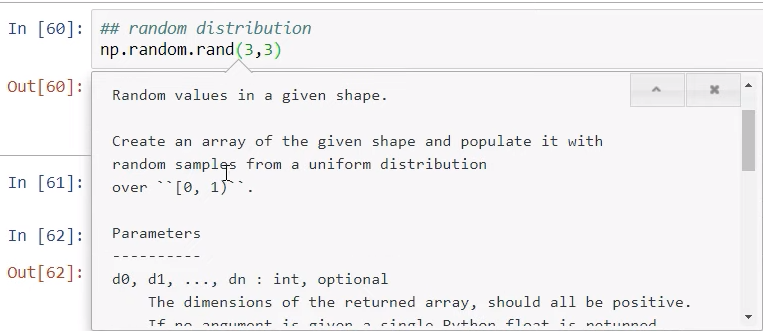 In [60]: ## random distribution
np.random.rand(3,3)
Out[60]:
Random values in a given shape.
Create an array of the given shape and populate it with
random samples from a uniform distribution
over ``[0, 1)``.
In [61]:
In [62]:
Parameters
----------
Out[62]:
d0, d1, ..., dn : int, optional
The dimensions of the returned array, should all be positive.
If no argument is given a single Python float is returned